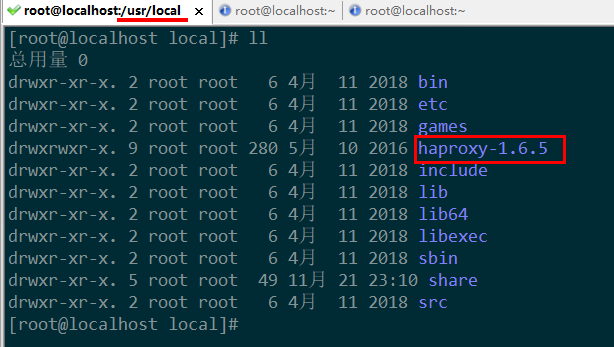 root@localhost:/usr/local × root@localhost:~ root@localhost:~
[root@localhost local]# ll
总用量 0
drwxr-xr-x. 2 root root 6 4月 11 2018 bin
drwxr-xr-x. 2 root root 6 4月 11 2018 etc
drwxr-xr-x. 2 root root 6 4月 11 2018 games
drwxrwxr-x. 9 root root 280 5月 10 2016 haproxy-1.6.5
drwxr-xr-x. 2 root root 6 4月 11 2018 include
drwxr-xr-x. 2 root root 6 4月 11 2018 lib
drwxr-xr-x. 2 root root 6 4月 11 2018 lib64
drwxr-xr-x. 2 root root 6 4月 11 2018 libexec
drwxr-xr-x. 2 root root 6 4月 11 2018 sbin
drwxr-xr-x. 5 root root 49 11月 21 23:10 share
drwxr-xr-x. 2 root root 6 4月 11 2018 src
[root@localhost local]#